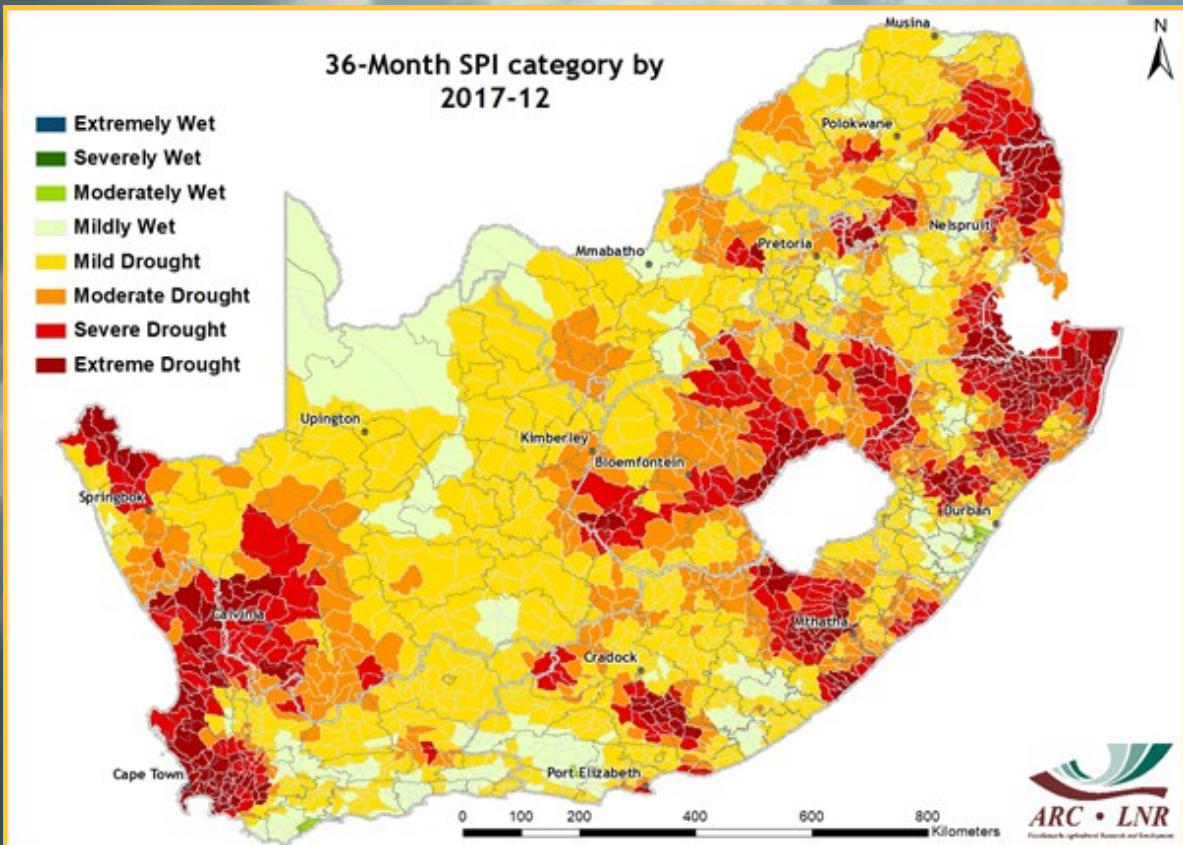 Musina
N
36-Month SPI category by
2017-12
Extremely Wet
Severely Wet
Moderately Wet
Mildly Wet
Mild Drought
Moderate Drought
Severe Drought
Extreme Drought
Polokwane
Nelspruit
Pretoria
Mmabatho
Upington
Kimberley
Bloemfontein
Springbok
Durban
Calvinia
Mthatha
Cradock
Cape Town
Port Elizabeth
0 200 400 600 800
Kilometers
ARC • LNR